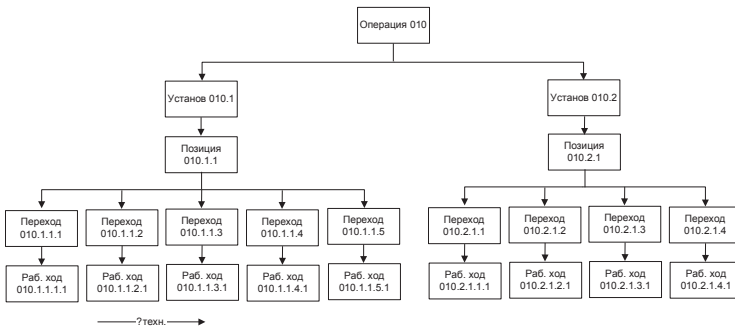 Операция 010
Установ 010.1
Установ 010.2
Позиция
010.1.1
Позиция
010.2.1
Переход
010.1.1.1
Переход
010.1.1.2
Переход
010.1.1.3
Переход
010.1.1.4
Переход
010.1.1.5
Переход
010.2.1.1
Переход
010.2.1.2
Переход
010.2.1.3
Переход
010.2.1.4
Раб. ход
010.1.1.1.1
Раб. ход
010.1.1.2.1
Раб. ход
010.1.1.3.1
Раб. ход
010.1.1.4.1
Раб. ход
010.1.1.5.1
Раб. ход
010.2.1.1.1
Раб. ход
010.2.1.2.1
Раб. ход
010.2.1.3.1
Раб. ход
010.2.1.4.1
?техн.